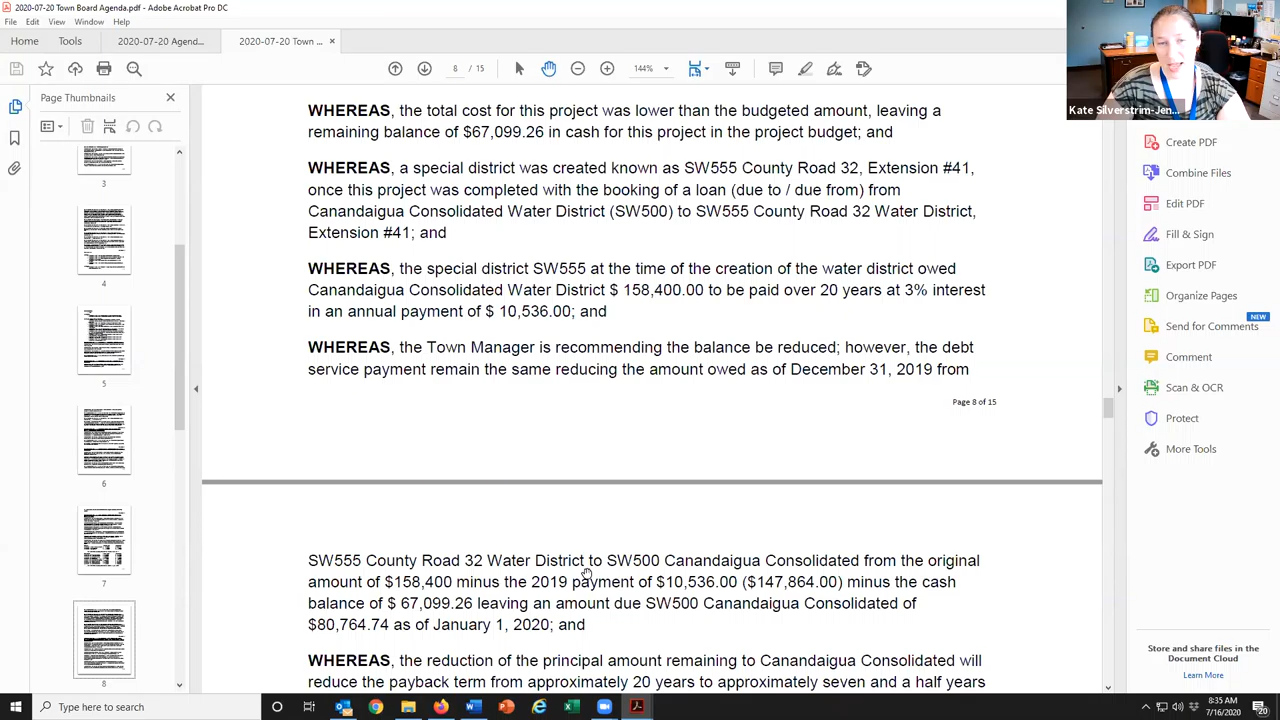 2020-07-20 Town Board Agenda.pdf - Adobe Acrobat Pro DC
File Edit View Window Help
Home Tools 2020-07-20 Agend... 2020-07-20 Town ... ×
144%
Kate Silverstrim-Jen...
Page Thumbnails
3
4
5
6
7
8
WHEREAS, the total cost for this project was lower than the budgeted amount, leaving a
remaining balance of $67,099.26 in cash for this project in the project budget; and
WHEREAS, a special district was created known as SW555 County Road 32, Extension #41,
once this project was completed with the booking of a loan (due to / due from) from
Canandaigua Consolidated Water District (SW500) to SW555 County Road 32 Water District,
Extension #41; and
WHEREAS, the special district SW555 at the time of the creation of the water district owed
Canandaigua Consolidated Water District $ 158,400.00 to be paid over 20 years at 3% interest
in an annual payment of $ 10,536.00; and
WHEREAS, the Town Manager is recommending the balance be reduced; however, the debt
service payment remain the same reducing the amount owed as of December 31, 2019 from
Page 8 of 15
SW555 County Road 32 Water District to SW500 Canandaigua Consolidated from the original
amount of $158,400 minus the 2019 payment of $10,536.00 ($147,864.00) minus the cash
balance of $ 67,099.26 leaving an amount due SW500 Canandaigua Consolidated of
$80,764.74 as of January 1, 2020; and
WHEREAS, the reduction in the principal amount remaining to Canandaigua Consolidated will
reduce the payback term from approximately 20 years to approximately seven and a half years
Create PDF
Combine Files
Edit PDF
Fill & Sign
Export PDF
Organize Pages
NEW
Send for Comments
Comment
Scan & OCR
Protect
More Tools
Store and share files in the
Document Cloud
Learn More
Type here to search
8:35 AM
7/16/2020
20